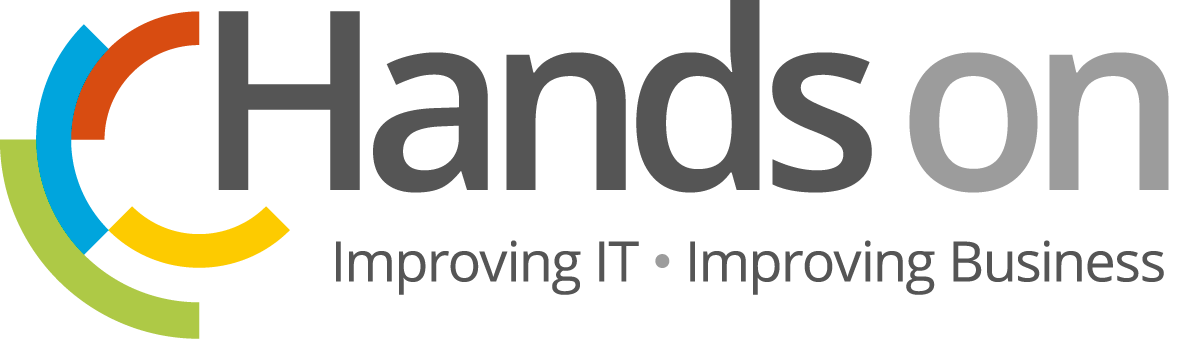 Hands on
Improving IT • Improving Business